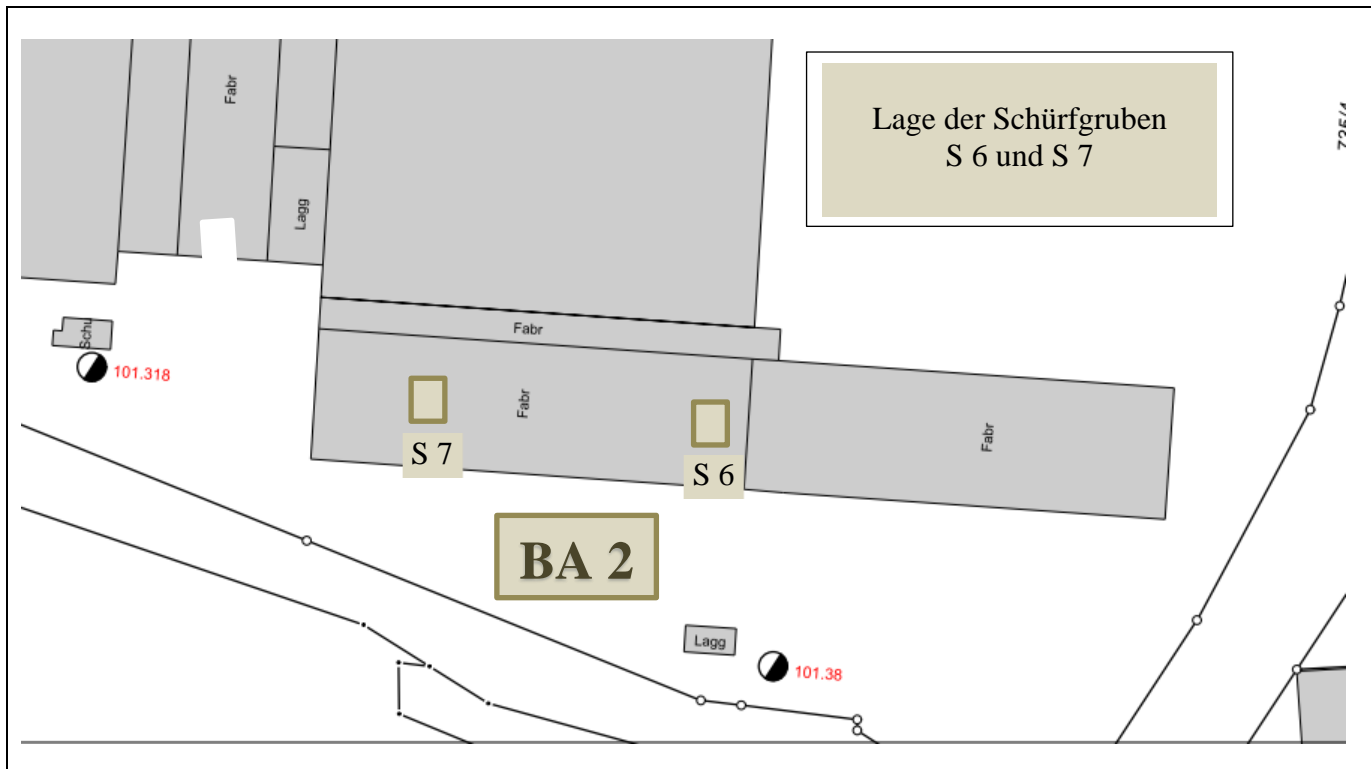 Lage der Schürfgruben
S 6 und S 7
Fabr
Lagg
Schu
101.318
Fabr
Fabr
Fabr
S 7
S 6
BA 2
Lagg
101.38